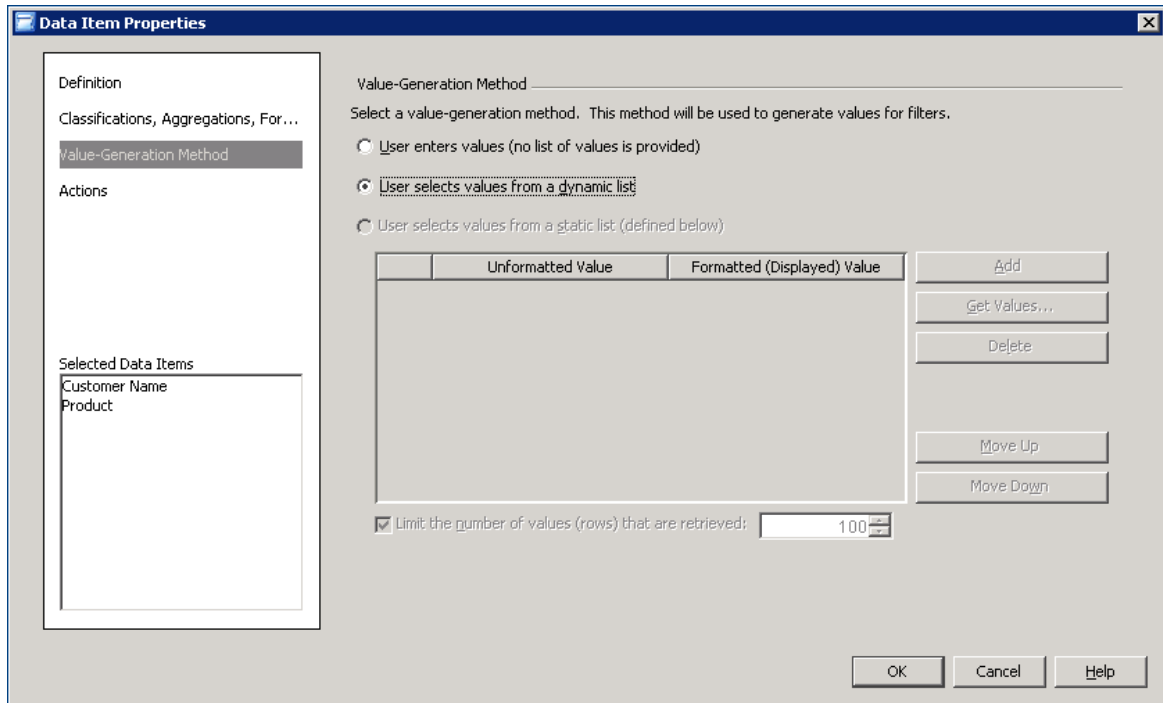 Data Item Properties
Definition
Classifications, Aggregations, For...
Value-Generation Method
Actions
Selected Data Items
Customer Name
Product
Value-Generation Method
Select a value-generation method. This method will be used to generate values for filters.
User enters values (no list of values is provided)
User selects values from a dynamic list
User selects values from a static list (defined below)
Unformatted Value Formatted (Displayed) Value
Add
Get Values...
Delete
Move Up
Move Down
Limit the number of values (rows) that are retrieved: 100
OK Cancel Help